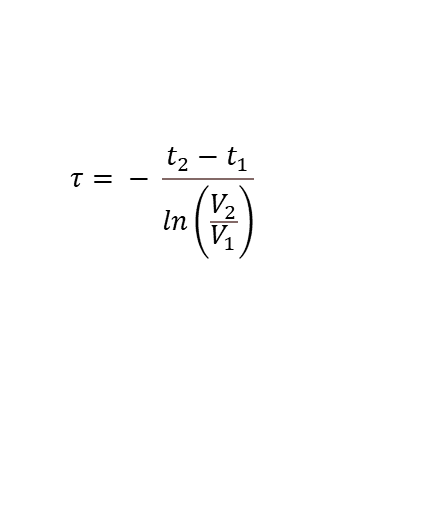 τ = − (t₂ − t₁) / ln(V₂ / V₁)